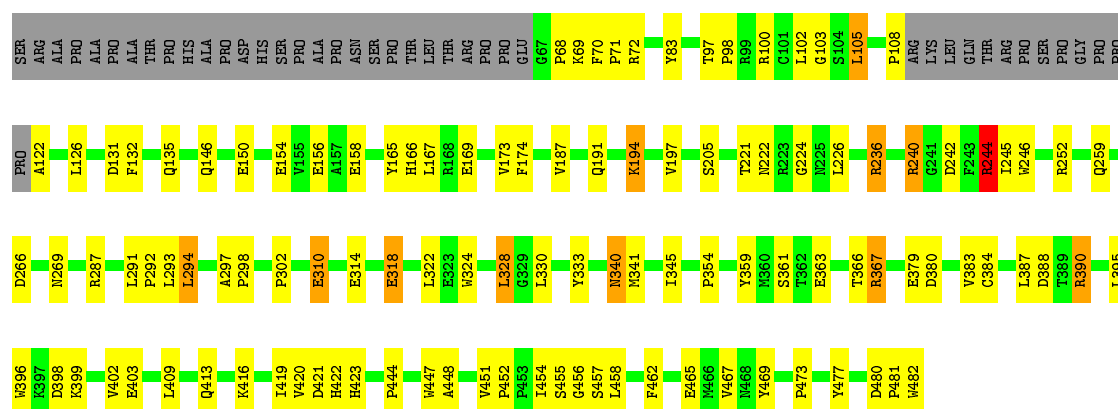 SER ARG ALA PRO ALA PRO ALA THR PRO HIS ALA PRO ASP HIS SER PRO ALA PRO ASN SER PRO THR LEU THR ARG PRO PRO GLU G67 P68 K69 F70 P71 R72 Y83 T97 P98 R99 R100 C101 L102 G103 S104 L105 P108 ARG LYS LEU GLN THR ARG PRO SER PRO GLY PRO PRO
PRO A122 L126 D131 F132 Q135 Q146 E150 E154 V155 E156 A157 E158 Y165 H166 L167 R168 E169 V173 F174 V187 Q191 K194 V197 S205 T221 N222 R223 G224 N225 L226 R236 R240 G241 D242 F243 R244 I245 W246 R252 Q259
D266 N269 R287 L291 P292 L293 L294 A297 P298 P302 E310 E314 E318 L322 E323 W324 L328 G329 L330 Y333 N340 M341 I345 P354 Y359 M360 S361 T362 E363 T366 R367 E379 D380 V383 C384 L387 D388 T389 R390 L395
W396 K397 D398 K399 V402 E403 L409 Q413 K416 I419 V420 D421 H422 H423 P444 W447 A448 V451 P452 P453 I454 S455 G456 S457 L458 F462 E465 M466 V467 N468 Y469 P473 Y477 D480 P481 W482